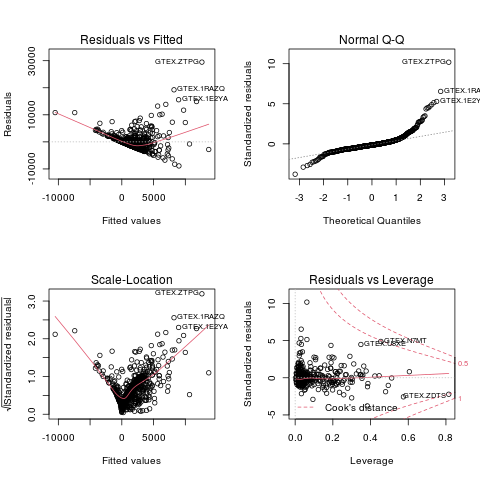 Residuals vs Fitted
Residuals
30000
10000
-10000
GTEX.ZTPG
GTEX.1RAZQ
GTEX.1E2YA
-10000 0 5000
Fitted values
Normal Q-Q
Standardized residuals
10
5
0
GTEX.ZTPG
GTEX.1RAZ
GTEX.1E2Y
-3 -2 -1 0 1 2 3
Theoretical Quantiles
Scale-Location
√|Standardized residuals|
3.0
2.0
1.0
0.0
GTEX.ZTPG
GTEX.1RAZQ
GTEX.1E2YA
-10000 0 5000
Fitted values
Residuals vs Leverage
Standardized residuals
10
5
0
-5
GTEX.ZDTS
Cook's distance
0.5
1
0.0 0.2 0.4 0.6 0.8
Leverage